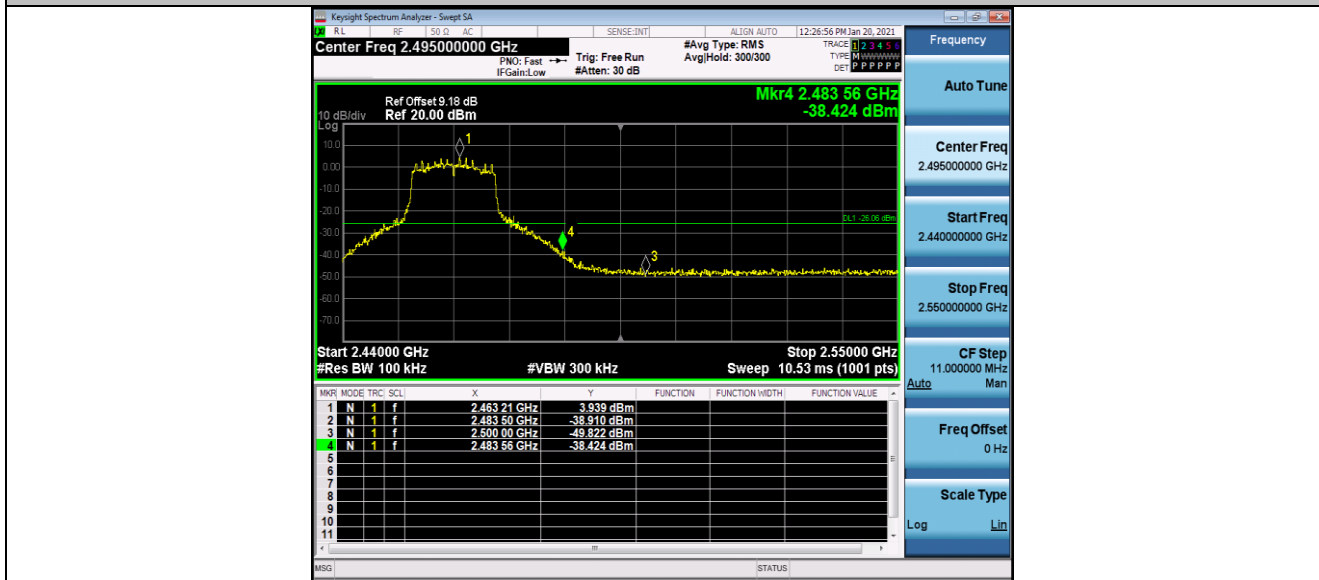 Keysight Spectrum Analyzer - Swept SA
RL RF 50 Ω AC SENSE:INT ALIGN AUTO 12:26:56 PM Jan 20, 2021
Center Freq 2.495000000 GHz
PNO: Fast
IFGain:Low
Trig: Free Run
#Atten: 30 dB
#Avg Type: RMS
Avg|Hold: 300/300
TRACE 1 2 3 4 5 6
TYPE M WWWWW
DET P P P P P P
Mkr4 2.483 56 GHz
-38.424 dBm
Ref Offset 9.18 dB
10 dB/div Ref 20.00 dBm
Log
10.0
0.00
-10.0
-20.0
-30.0
-40.0
-50.0
-60.0
-70.0
1
4
3
DL1 -26.06 dBm
Start 2.44000 GHz Stop 2.55000 GHz
#Res BW 100 kHz #VBW 300 kHz Sweep 10.53 ms (1001 pts)
MKR MODE TRC SCL X Y FUNCTION FUNCTION WIDTH FUNCTION VALUE
1 N 1 f 2.463 21 GHz 3.939 dBm
2 N 1 f 2.483 50 GHz -38.910 dBm
3 N 1 f 2.500 00 GHz -49.822 dBm
4 N 1 f 2.483 56 GHz -38.424 dBm
5
6
7
8
9
10
11
MSG STATUS
Frequency
Auto Tune
Center Freq
2.495000000 GHz
Start Freq
2.440000000 GHz
Stop Freq
2.550000000 GHz
CF Step
11.000000 MHz
Auto Man
Freq Offset
0 Hz
Scale Type
Log Lin